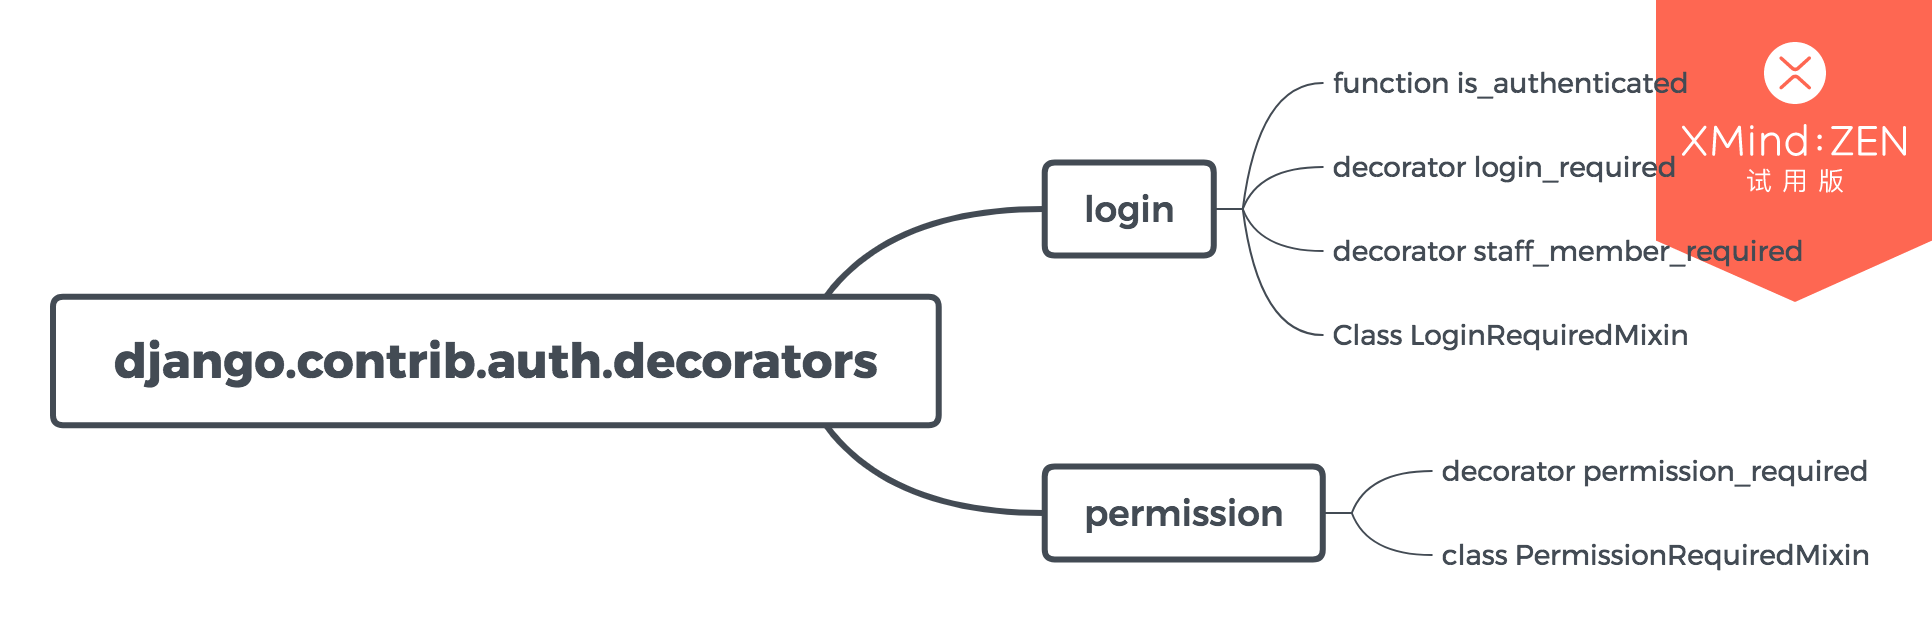 django.contrib.auth.decorators
login
function is_authenticated
decorator login_required
decorator staff_member_required
Class LoginRequiredMixin
permission
decorator permission_required
class PermissionRequiredMixin
XMind:ZEN
试用版